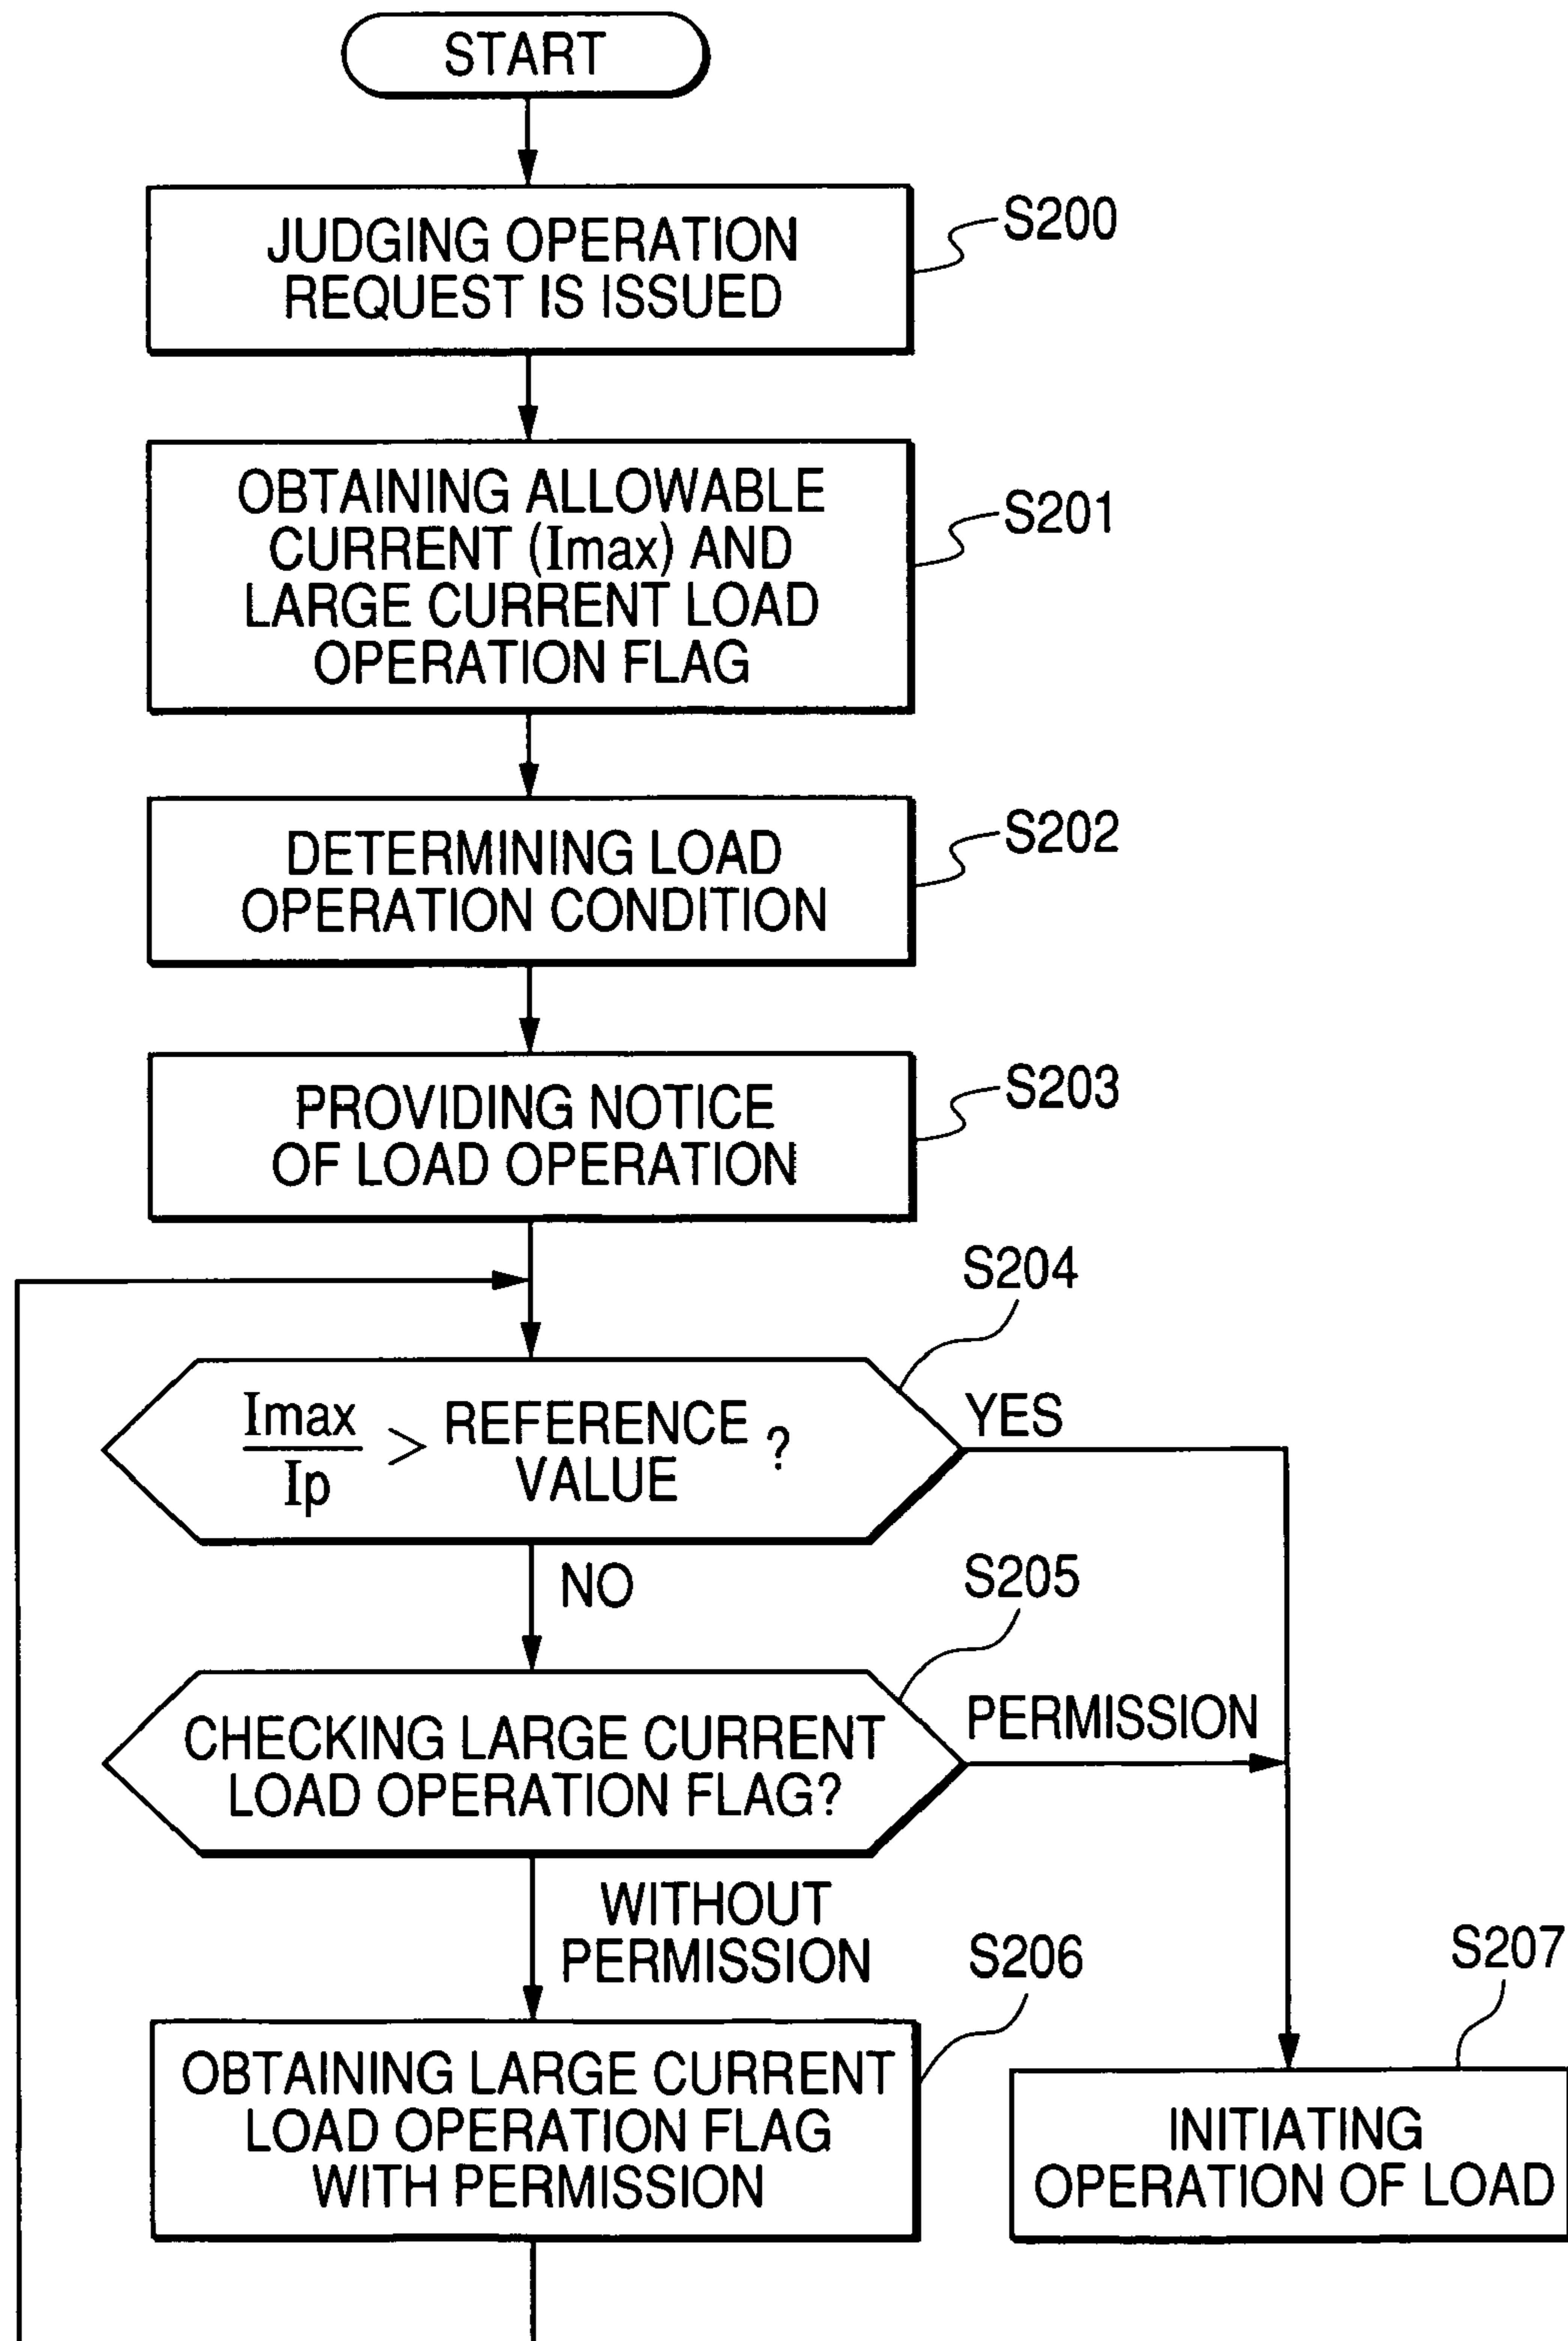 START
JUDGING OPERATION
REQUEST IS ISSUED
S200
OBTAINING ALLOWABLE
CURRENT (Imax) AND
LARGE CURRENT LOAD
OPERATION FLAG
S201
DETERMINING LOAD
OPERATION CONDITION
S202
PROVIDING NOTICE
OF LOAD OPERATION
S203
S204
Imax
Ip
>
REFERENCE
VALUE
?
YES
NO
S205
CHECKING LARGE CURRENT
LOAD OPERATION FLAG?
PERMISSION
WITHOUT
PERMISSION
S206
OBTAINING LARGE CURRENT
LOAD OPERATION FLAG
WITH PERMISSION
S207
INITIATING
OPERATION OF LOAD